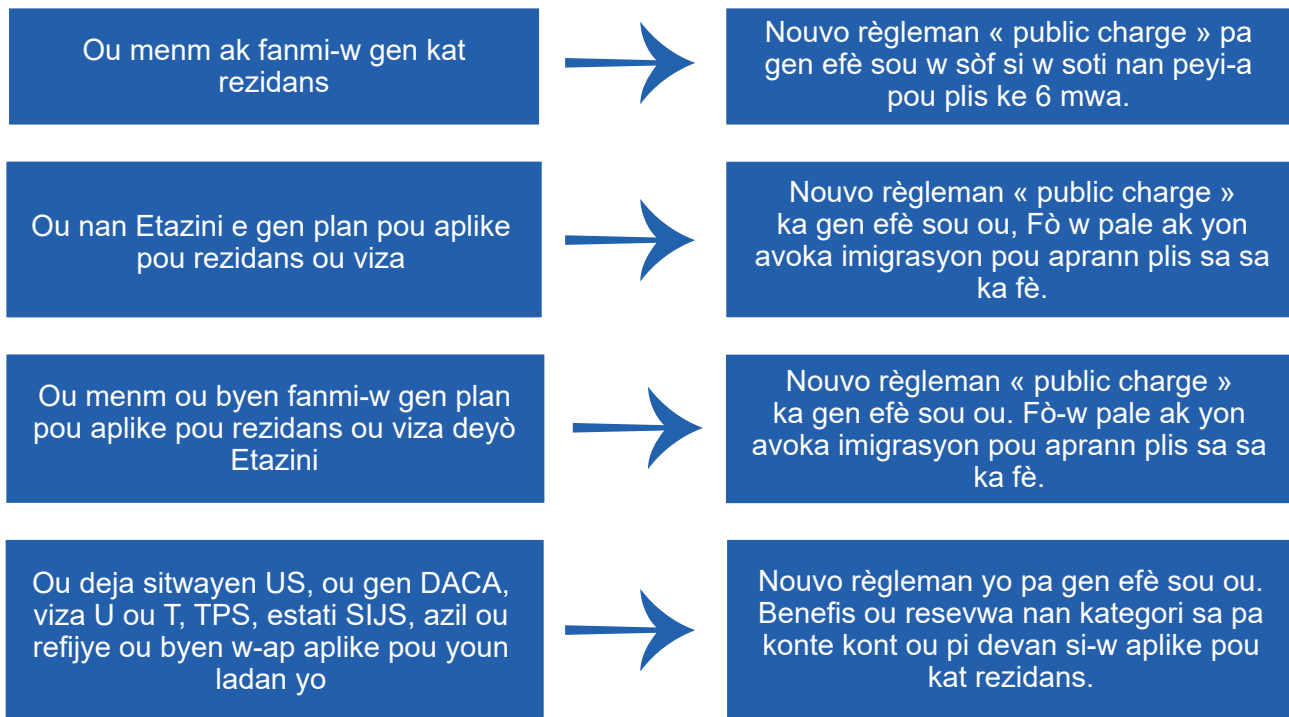 Ou menm ak fanmi-w gen kat
rezidans
Nouvo règleman « public charge » pa
gen efè sou w sòf si w soti nan peyi-a
pou plis ke 6 mwa.
Ou nan Etazini e gen plan pou aplike
pou rezidans ou viza
Nouvo règleman « public charge »
ka gen efè sou ou, Fò w pale ak yon
avoka imigrasyon pou aprann plis sa sa
ka fè.
Ou menm ou byen fanmi-w gen plan
pou aplike pou rezidans ou viza deyò
Etazini
Nouvo règleman « public charge »
ka gen efè sou ou. Fò-w pale ak yon
avoka imigrasyon pou aprann plis sa sa
ka fè.
Ou deja sitwayen US, ou gen DACA,
viza U ou T, TPS, estati SIJS, azil ou
refijye ou byen w-ap aplike pou youn
ladan yo
Nouvo règleman yo pa gen efè sou ou.
Benefis ou resevwa nan kategori sa pa
konte kont ou pi devan si-w aplike pou
kat rezidans.